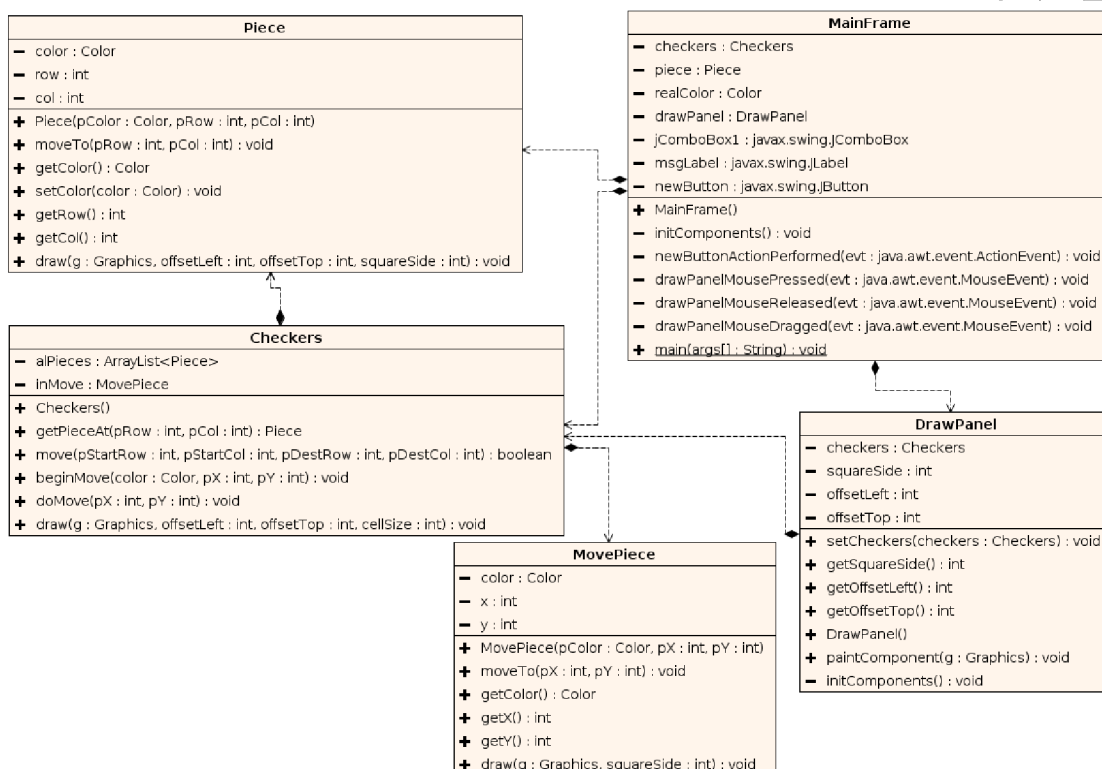 Piece
− color : Color
− row : int
− col : int
+ Piece(pColor : Color, pRow : int, pCol : int)
+ moveTo(pRow : int, pCol : int) : void
+ getColor() : Color
+ setColor(color : Color) : void
+ getRow() : int
+ getCol() : int
+ draw(g : Graphics, offsetLeft : int, offsetTop : int, squareSide : int) : void
MainFrame
− checkers : Checkers
− piece : Piece
− realColor : Color
− drawPanel : DrawPanel
− jComboBox1 : javax.swing.JComboBox
− msgLabel : javax.swing.JLabel
− newButton : javax.swing.JButton
+ MainFrame()
− initComponents() : void
− newButtonActionPerformed(evt : java.awt.event.ActionEvent) : void
− drawPanelMousePressed(evt : java.awt.event.MouseEvent) : void
− drawPanelMouseReleased(evt : java.awt.event.MouseEvent) : void
− drawPanelMouseDragged(evt : java.awt.event.MouseEvent) : void
+ main(args[] : String) : void
Checkers
− alPieces : ArrayList<Piece>
− inMove : MovePiece
+ Checkers()
+ getPieceAt(pRow : int, pCol : int) : Piece
+ move(pStartRow : int, pStartCol : int, pDestRow : int, pDestCol : int) : boolean
+ beginMove(color : Color, pX : int, pY : int) : void
+ doMove(pX : int, pY : int) : void
+ draw(g : Graphics, offsetLeft : int, offsetTop : int, cellSize : int) : void
DrawPanel
− checkers : Checkers
− squareSide : int
− offsetLeft : int
− offsetTop : int
+ setCheckers(checkers : Checkers) : void
+ getSquareSide() : int
+ getOffsetLeft() : int
+ getOffsetTop() : int
+ DrawPanel()
+ paintComponent(g : Graphics) : void
− initComponents() : void
MovePiece
− color : Color
− x : int
− y : int
+ MovePiece(pColor : Color, pX : int, pY : int)
+ moveTo(pX : int, pY : int) : void
+ getColor() : Color
+ getX() : int
+ getY() : int
+ draw(g : Graphics, squareSide : int) : void